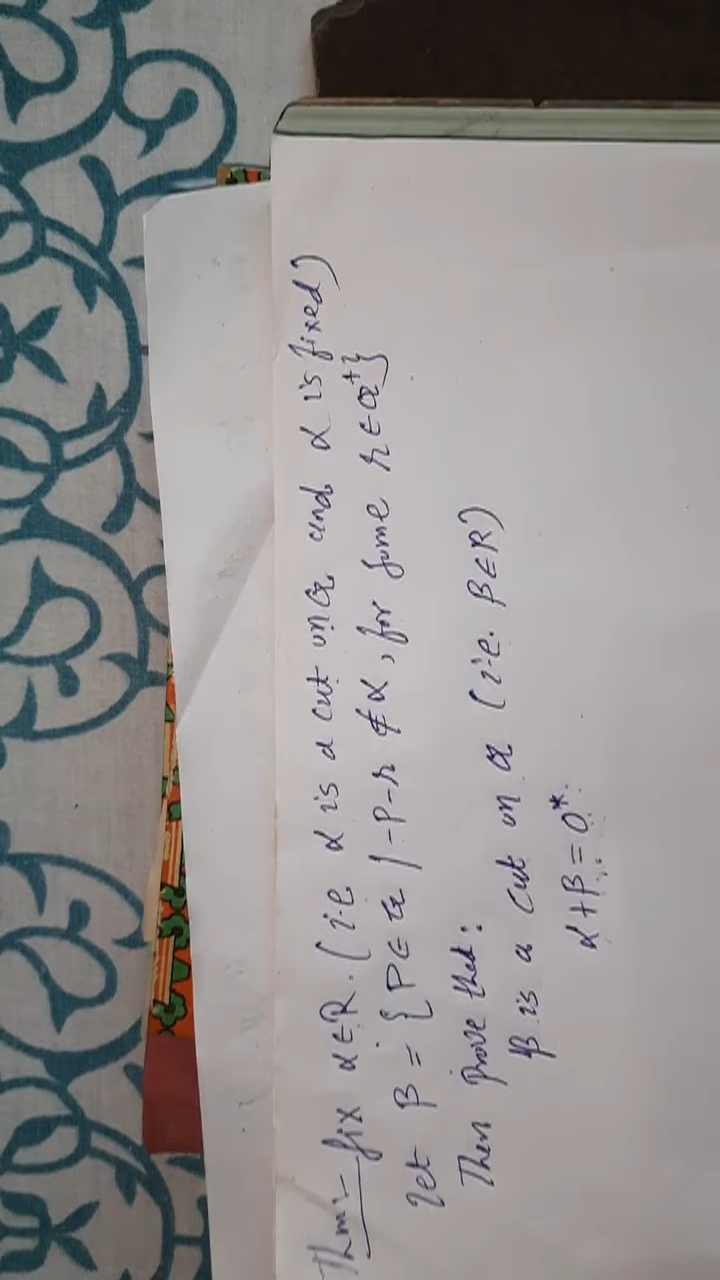 Thm:- fix α∈R. (i.e α is a cut on Q and α is fixed)
Let β = {P∈Q | -P-r ∉ α, for some r∈Q⁺}
Then prove that:
β is a cut on Q (i.e. β∈R)
α+β=0*